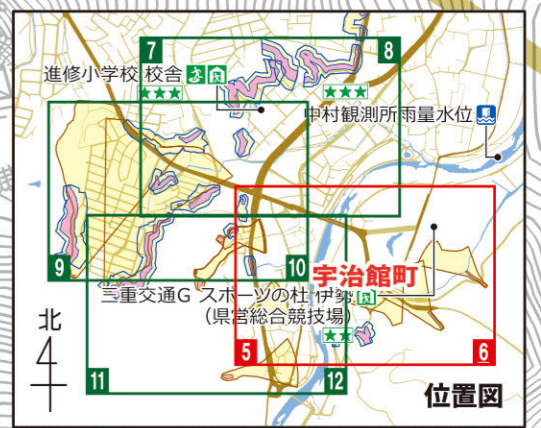 7
8
進修小学校 校舎
★★★
★★★
中村観測所雨量水位
9
10
宇治館町
三重交通G スポーツの杜 伊勢
(県営総合競技場)
★★
北
5
6
11
12
位置図